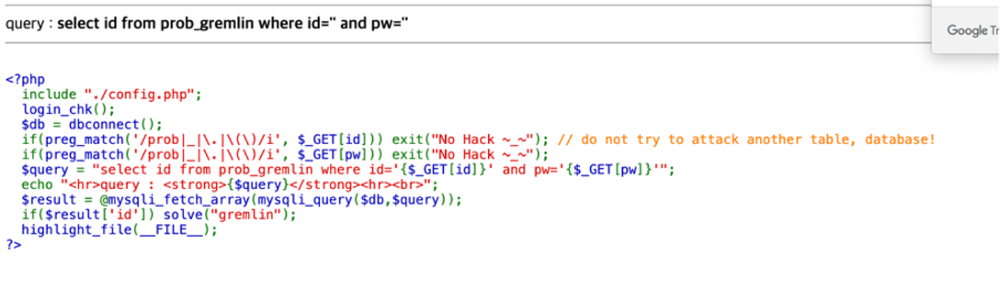 query : select id from prob_gremlin where id='' and pw=''
Google Tr
<?php
  include "./config.php";
  login_chk();
  $db = dbconnect();
  if(preg_match('/prob|_|\.|\(\)/i', $_GET[id])) exit("No Hack ~_~"); // do not try to attack another table, database!
  if(preg_match('/prob|_|\.|\(\)/i', $_GET[pw])) exit("No Hack ~_~");
  $query = "select id from prob_gremlin where id='{$_GET[id]}' and pw='{$_GET[pw]}'";
  echo "<hr>query : <strong>{$query}</strong><hr><br>";
  $result = @mysqli_fetch_array(mysqli_query($db,$query));
  if($result['id']) solve("gremlin");
  highlight_file(__FILE__);
?>